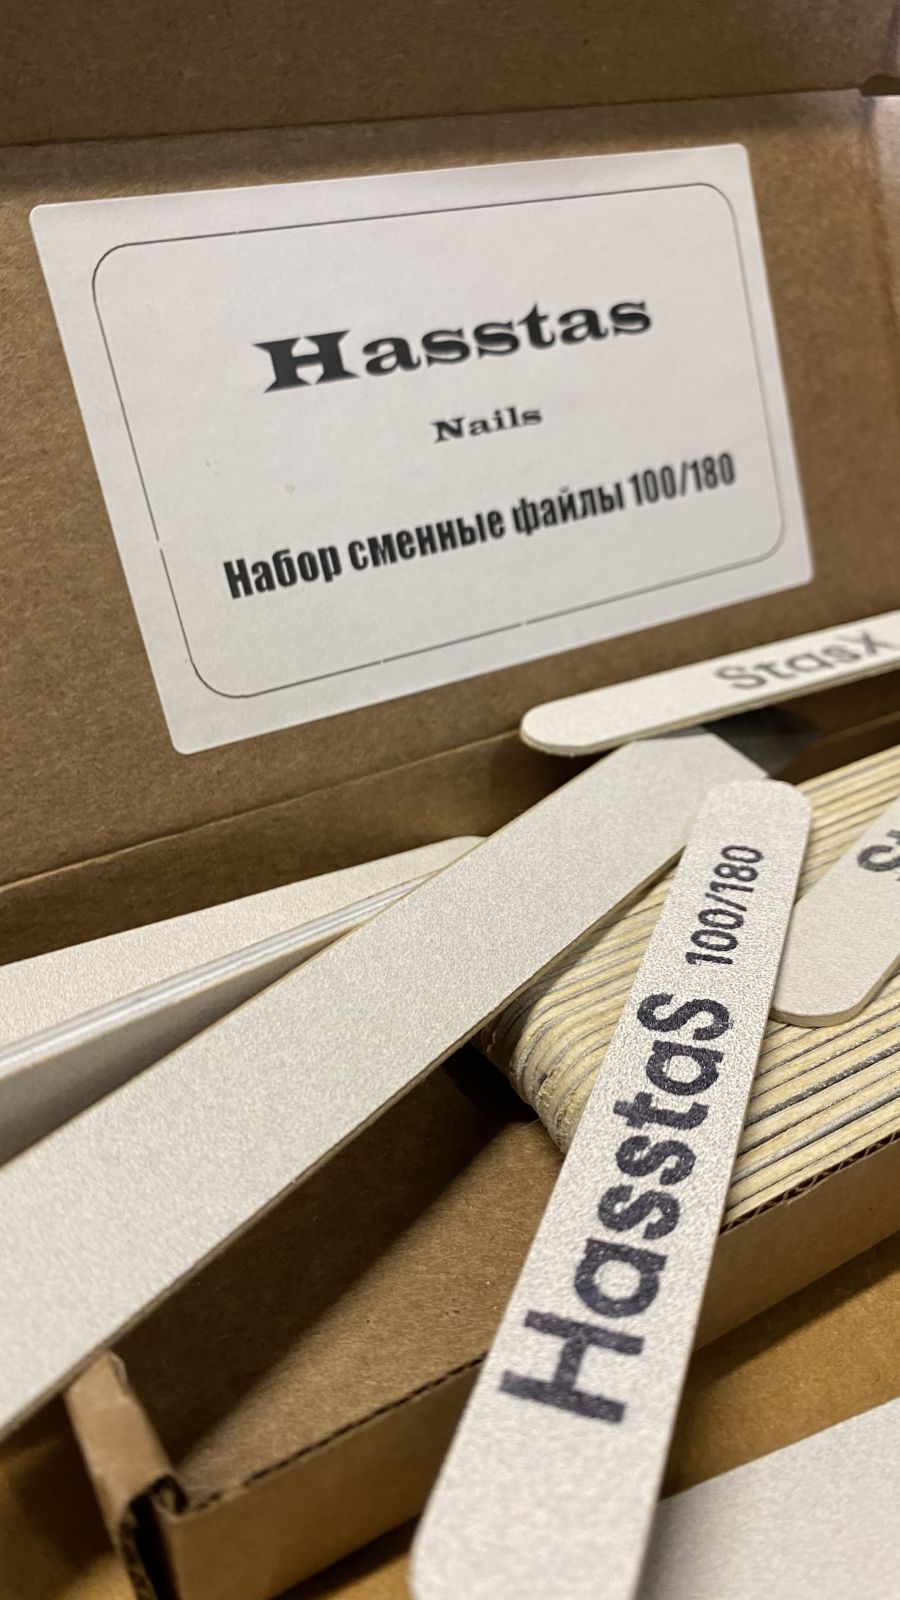 Hasstas
Nails
Набор сменные файлы 100/180
StasX
Hasstas 100/180